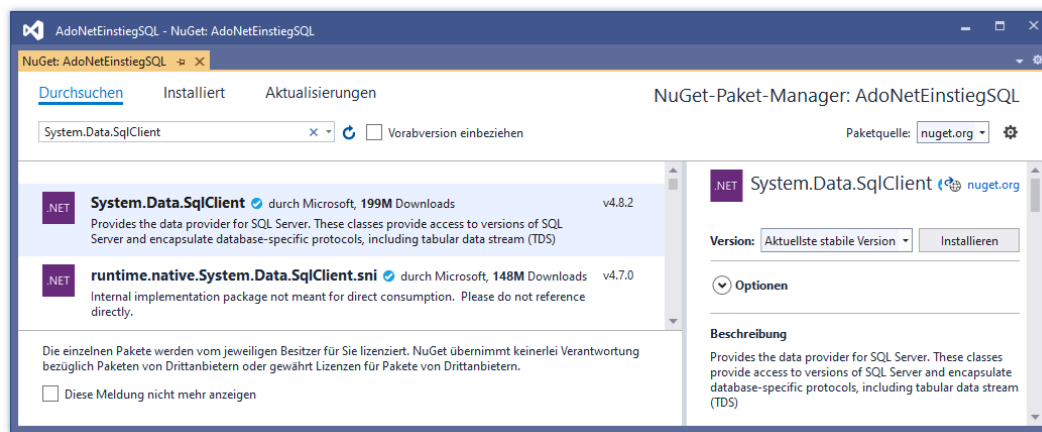 AdoNetEinstiegSQL - NuGet: AdoNetEinstiegSQL
NuGet: AdoNetEinstiegSQL
Durchsuchen Installiert Aktualisierungen
NuGet-Paket-Manager: AdoNetEinstiegSQL
System.Data.SqlClient
Vorabversion einbeziehen
Paketquelle: nuget.org
.NET
System.Data.SqlClient durch Microsoft, 199M Downloads v4.8.2
Provides the data provider for SQL Server. These classes provide access to versions of SQL
Server and encapsulate database-specific protocols, including tabular data stream (TDS)
.NET
runtime.native.System.Data.SqlClient.sni durch Microsoft, 148M Downloads v4.7.0
Internal implementation package not meant for direct consumption. Please do not reference
directly.
Die einzelnen Pakete werden vom jeweiligen Besitzer für Sie lizenziert. NuGet übernimmt keinerlei Verantwortung
bezüglich Paketen von Drittanbietern oder gewährt Lizenzen für Pakete von Drittanbietern.
Diese Meldung nicht mehr anzeigen
.NET
System.Data.SqlClient nuget.org
Version: Aktuellste stabile Version Installieren
Optionen
Beschreibung
Provides the data provider for SQL Server. These classes
provide access to versions of SQL Server and encapsulate
database-specific protocols, including tabular data stream
(TDS)